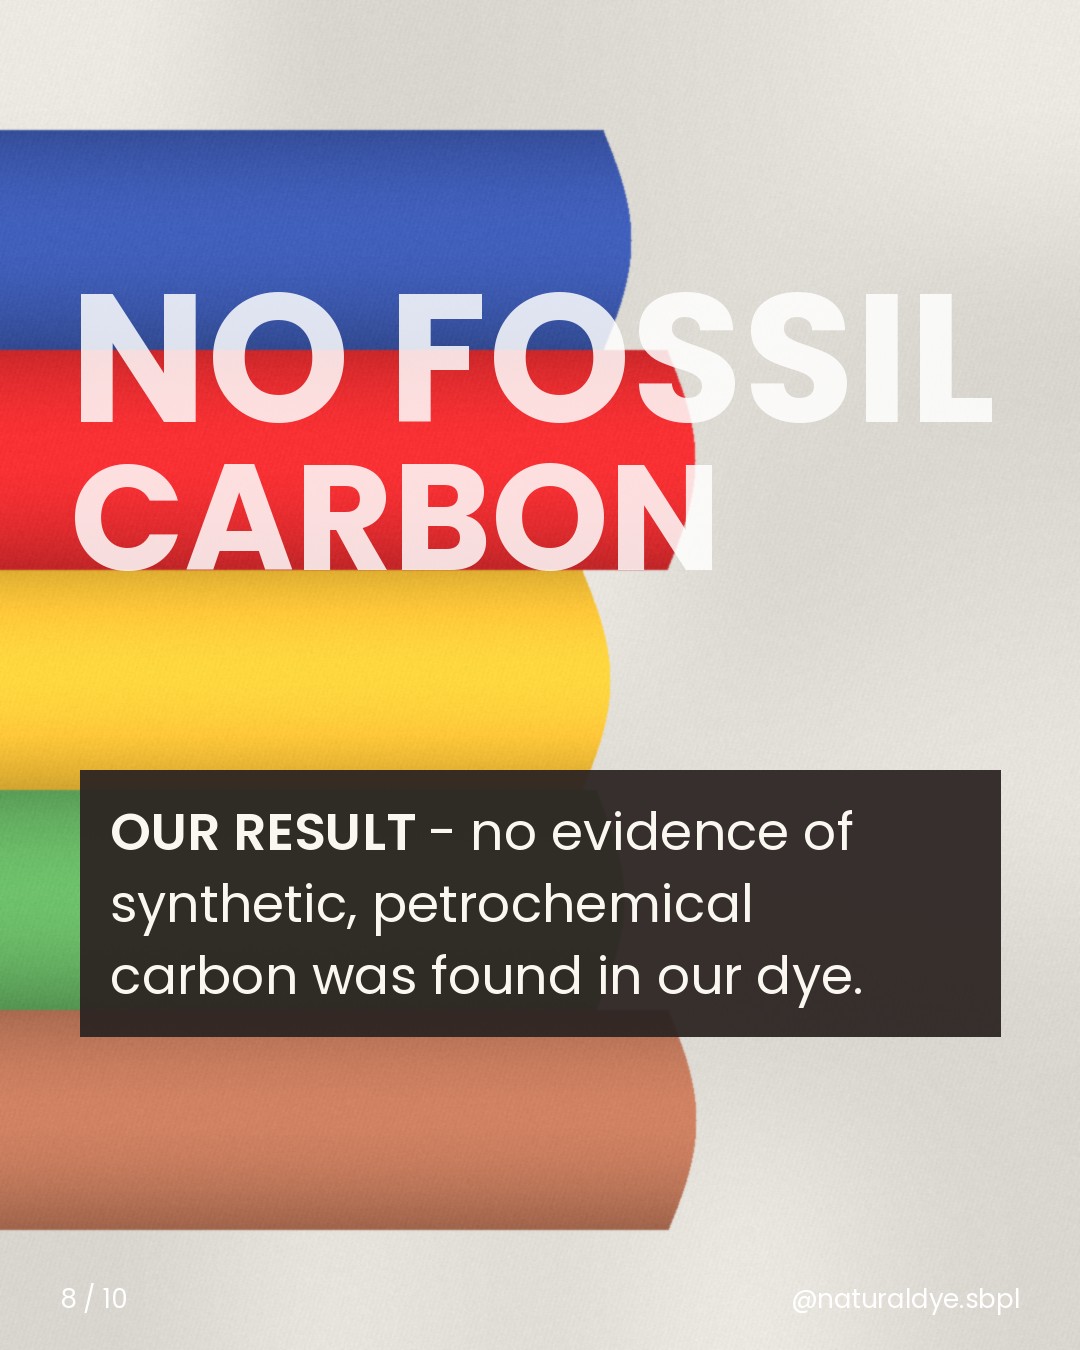 NO FOSSIL
CARBON
OUR RESULT - no evidence of
synthetic, petrochemical
carbon was found in our dye.
8 / 10
@naturaldye.sbpl